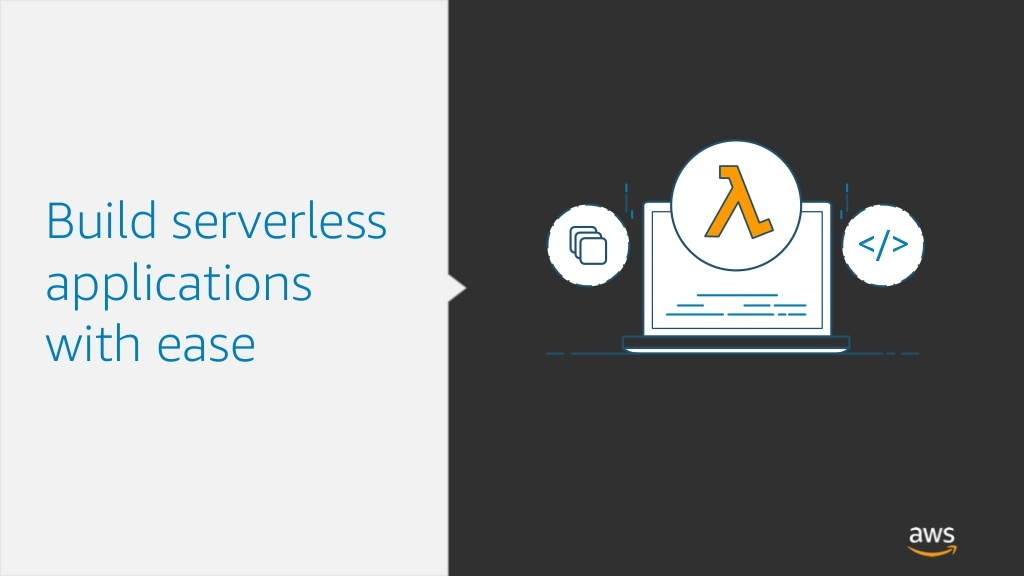 Build serverless
applications
with ease
λ
</>
aws